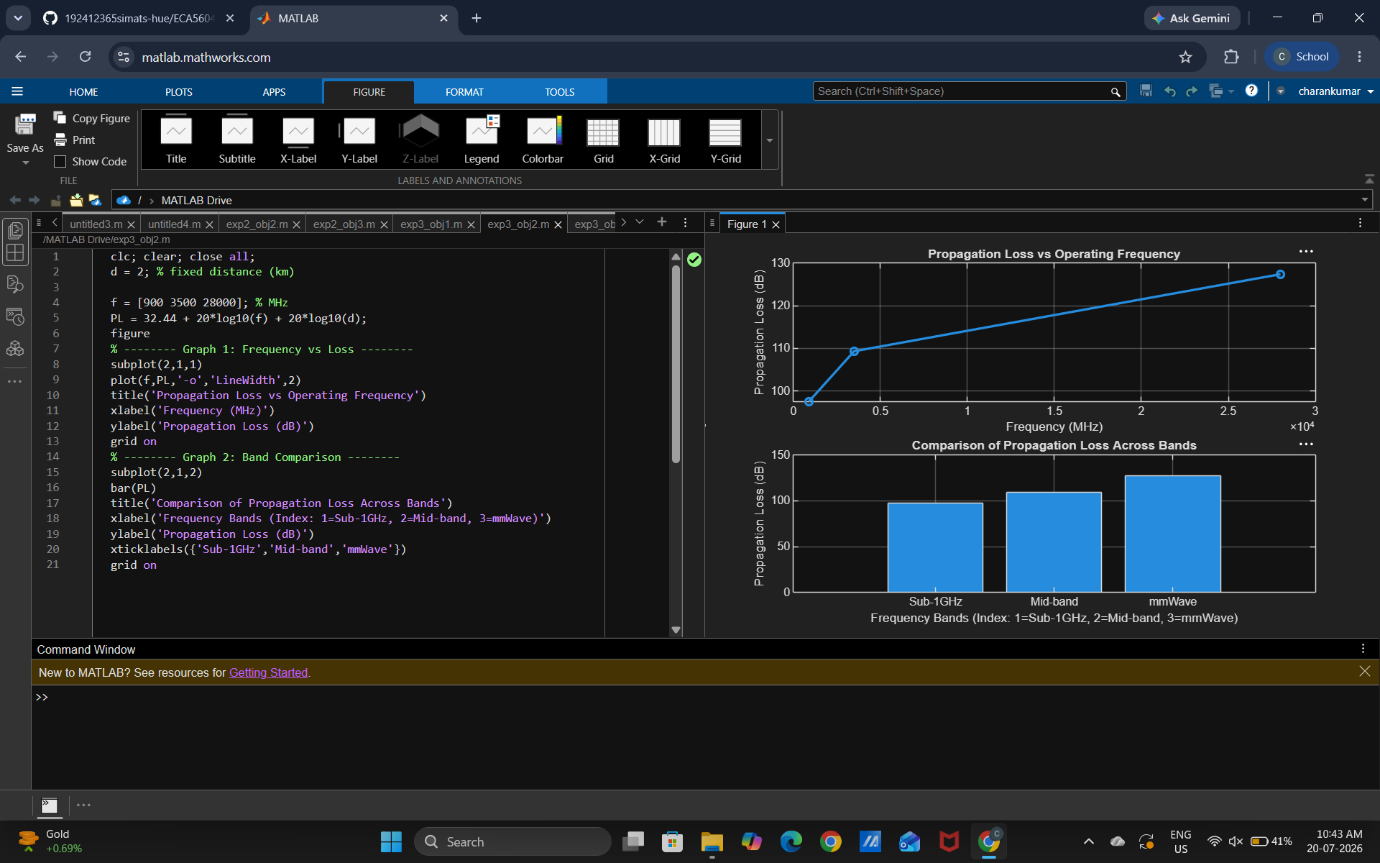 192412365simats-hue/ECA5604
MATLAB
Ask Gemini
matlab.mathworks.com
C School
HOME PLOTS APPS FIGURE FORMAT TOOLS
Search (Ctrl+Shift+Space)
charankumar
Save As
Copy Figure
Print
Show Code
FILE
Title Subtitle X-Label Y-Label Z-Label Legend Colorbar Grid X-Grid Y-Grid
LABELS AND ANNOTATIONS
/ › MATLAB Drive
untitled3.m untitled4.m exp2_obj2.m exp2_obj3.m exp3_obj1.m exp3_obj2.m exp3_ob
/MATLAB Drive/exp3_obj2.m
1 clc; clear; close all;
2 d = 2; % fixed distance (km)
3
4 f = [900 3500 28000]; % MHz
5 PL = 32.44 + 20*log10(f) + 20*log10(d);
6 figure
7 % -------- Graph 1: Frequency vs Loss --------
8 subplot(2,1,1)
9 plot(f,PL,'-o','LineWidth',2)
10 title('Propagation Loss vs Operating Frequency')
11 xlabel('Frequency (MHz)')
12 ylabel('Propagation Loss (dB)')
13 grid on
14 % -------- Graph 2: Band Comparison --------
15 subplot(2,1,2)
16 bar(PL)
17 title('Comparison of Propagation Loss Across Bands')
18 xlabel('Frequency Bands (Index: 1=Sub-1GHz, 2=Mid-band, 3=mmWave)')
19 ylabel('Propagation Loss (dB)')
20 xticklabels({'Sub-1GHz','Mid-band','mmWave'})
21 grid on
Figure 1
Propagation Loss vs Operating Frequency
Propagation Loss (dB)
130
120
110
100
0 0.5 1 1.5 2 2.5 3
Frequency (MHz)
×10⁴
Comparison of Propagation Loss Across Bands
Propagation Loss (dB)
150
100
50
0
Sub-1GHz Mid-band mmWave
Frequency Bands (Index: 1=Sub-1GHz, 2=Mid-band, 3=mmWave)
Command Window
New to MATLAB? See resources for Getting Started.
>>
Gold
+0.69%
Search
ENG
US
41%
10:43 AM
20-07-2026